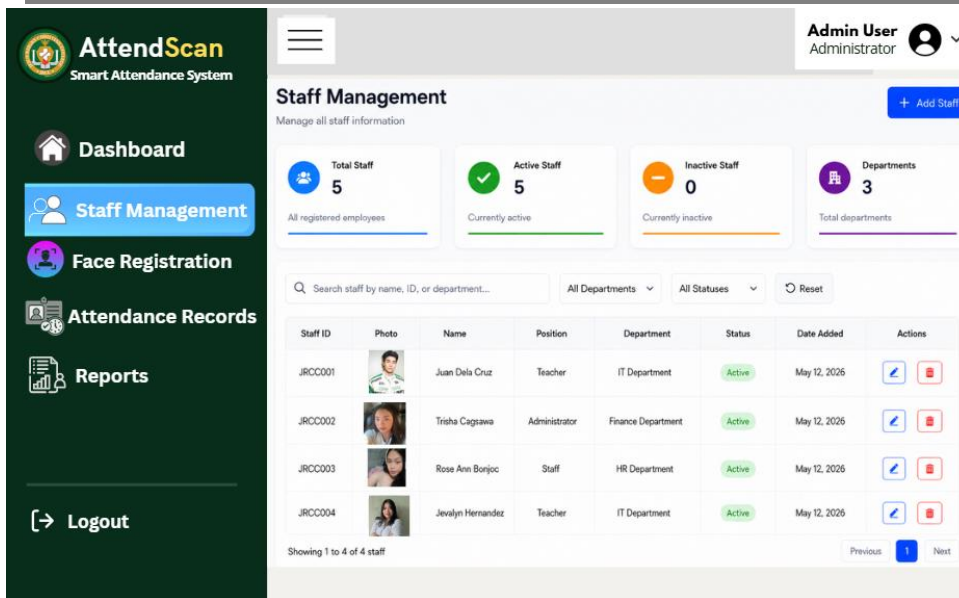 AttendScan
Smart Attendance System
Dashboard
Staff Management
Face Registration
Attendance Records
Reports
Logout
Admin User
Administrator
Staff Management
Manage all staff information
+ Add Staff
Total Staff
5
All registered employees
Active Staff
5
Currently active
Inactive Staff
0
Currently inactive
Departments
3
Total departments
Search staff by name, ID, or department... All Departments All Statuses Reset
Staff ID Photo Name Position Department Status Date Added Actions
JRCC001 Juan Dela Cruz Teacher IT Department Active May 12, 2026
JRCC002 Trisha Cagsawa Administrator Finance Department Active May 12, 2026
JRCC003 Rose Ann Bonjoc Staff HR Department Active May 12, 2026
JRCC004 Jevalyn Hernandez Teacher IT Department Active May 12, 2026
Showing 1 to 4 of 4 staff
Previous 1 Next